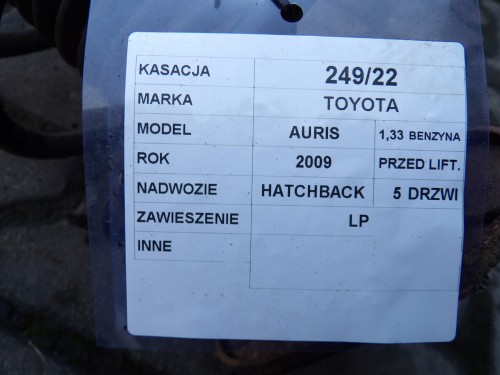 KASACJA 249/22
MARKA TOYOTA
MODEL AURIS 1,33 BENZYNA
ROK 2009 PRZED LIFT.
NADWOZIE HATCHBACK 5 DRZWI
ZAWIESZENIE LP
INNE